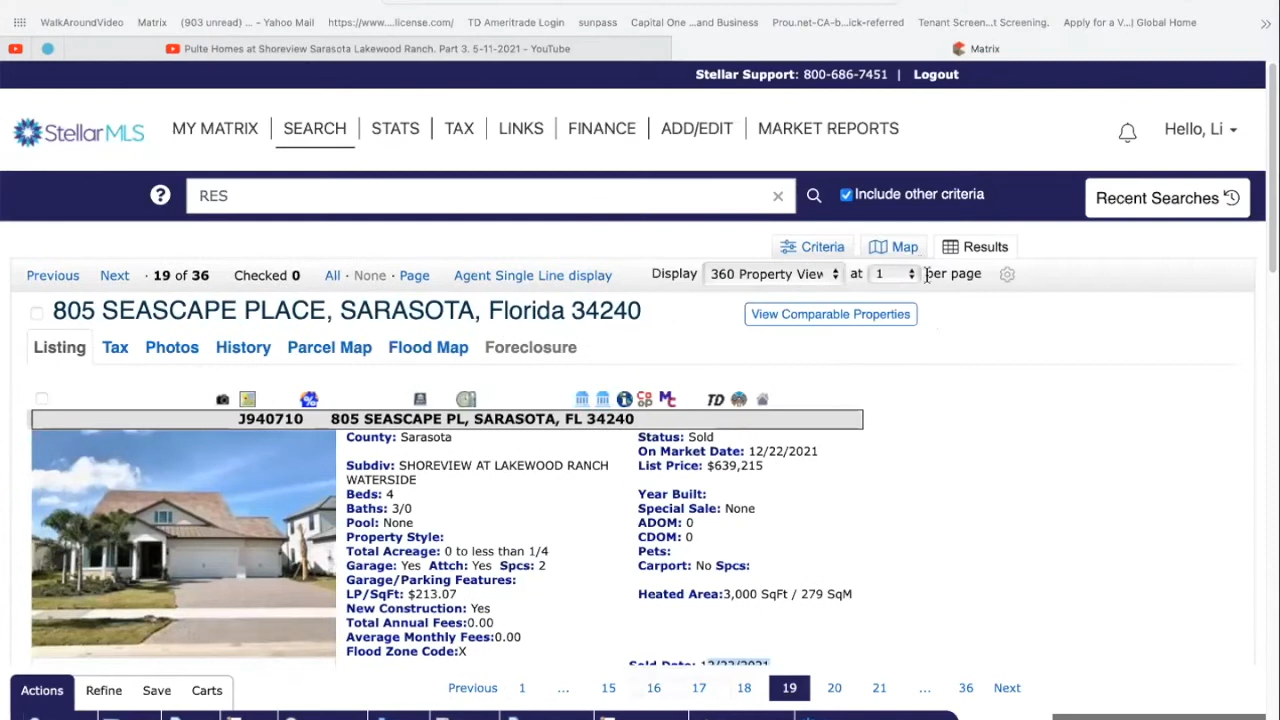 WalkAroundVideo Matrix (903 unread) ... – Yahoo Mail https://www....license.com/ TD Ameritrade Login sunpass Capital One ...and Business Prou.net-CA-b...ick-referred Tenant Screen...t Screening. Apply for a V...| Global Home
Pulte Homes at Shoreview Sarasota Lakewood Ranch. Part 3. 5-11-2021 - YouTube Matrix
Stellar Support: 800-686-7451 | Logout
StellarMLS MY MATRIX SEARCH STATS TAX LINKS FINANCE ADD/EDIT MARKET REPORTS Hello, Li
RES Include other criteria Recent Searches
Criteria Map Results
Previous Next · 19 of 36 Checked 0 All · None · Page Agent Single Line display Display 360 Property View at 1 per page
805 SEASCAPE PLACE, SARASOTA, Florida 34240 View Comparable Properties
Listing Tax Photos History Parcel Map Flood Map Foreclosure
J940710 805 SEASCAPE PL, SARASOTA, FL 34240
County: Sarasota
Subdiv: SHOREVIEW AT LAKEWOOD RANCH
WATERSIDE
Beds: 4
Baths: 3/0
Pool: None
Property Style:
Total Acreage: 0 to less than 1/4
Garage: Yes Attch: Yes Spcs: 2
Garage/Parking Features:
LP/SqFt: $213.07
New Construction: Yes
Total Annual Fees:0.00
Average Monthly Fees:0.00
Flood Zone Code:X
Status: Sold
On Market Date: 12/22/2021
List Price: $639,215
Year Built:
Special Sale: None
ADOM: 0
CDOM: 0
Pets:
Carport: No Spcs:
Heated Area:3,000 SqFt / 279 SqM
Sold Date: 12/22/2021
Actions Refine Save Carts Previous 1 ... 15 16 17 18 19 20 21 ... 36 Next